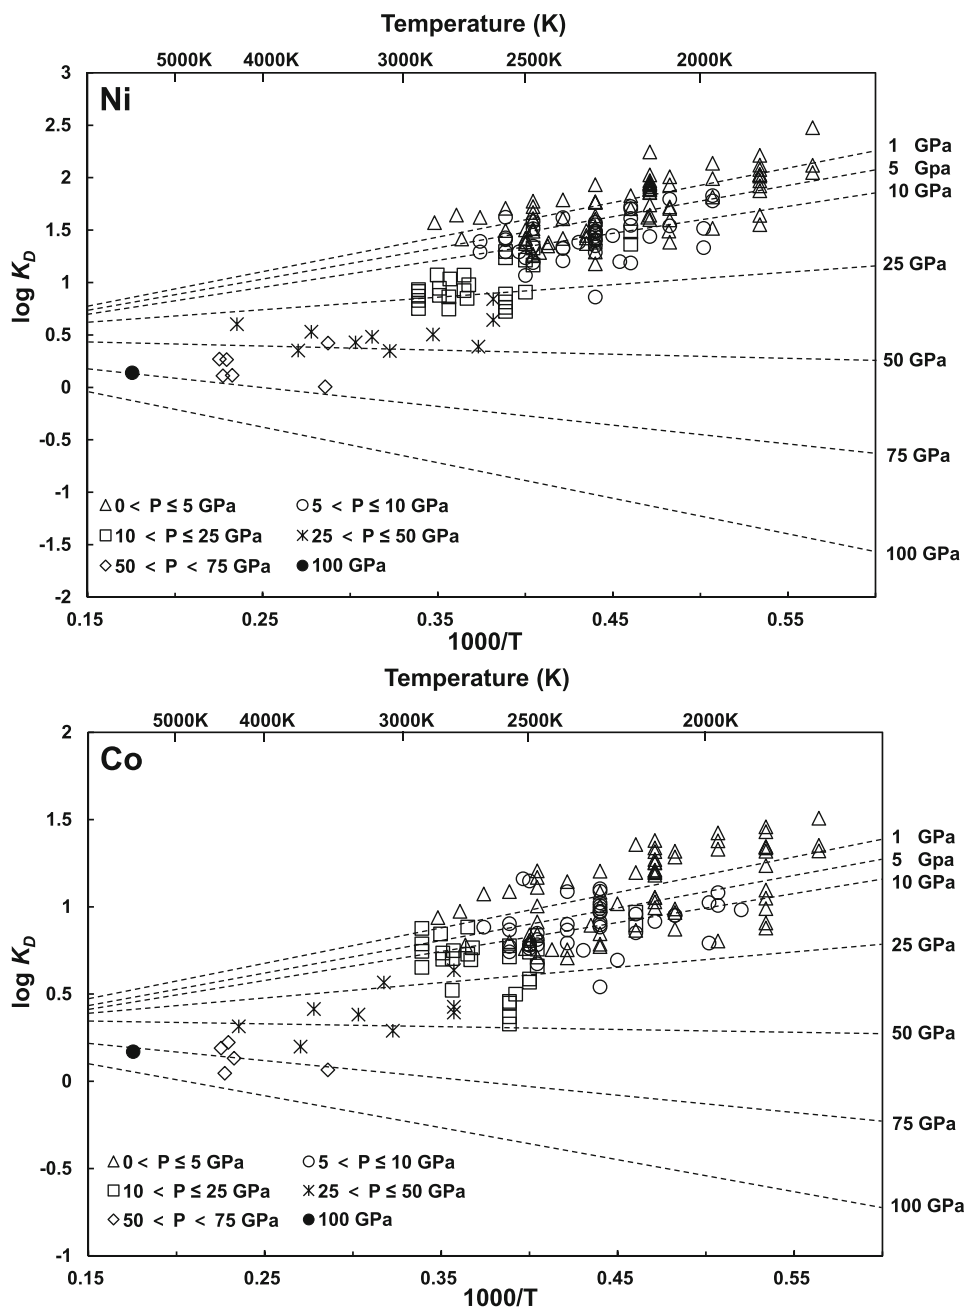 Temperature (K)
5000K 4000K 3000K 2500K 2000K
Ni
3
2.5
2
1.5
1
0.5
0
-0.5
-1
-1.5
-2
log K_D
1 GPa
5 Gpa
10 GPa
25 GPa
50 GPa
75 GPa
100 GPa
0 < P ≤ 5 GPa 5 < P ≤ 10 GPa
10 < P ≤ 25 GPa 25 < P ≤ 50 GPa
50 < P < 75 GPa 100 GPa
0.15 0.25 0.35 0.45 0.55
1000/T
Temperature (K)
5000K 4000K 3000K 2500K 2000K
Co
2
1.5
1
0.5
0
-0.5
-1
log K_D
1 GPa
5 Gpa
10 GPa
25 GPa
50 GPa
75 GPa
100 GPa
0 < P ≤ 5 GPa 5 < P ≤ 10 GPa
10 < P ≤ 25 GPa 25 < P ≤ 50 GPa
50 < P < 75 GPa 100 GPa
0.15 0.25 0.35 0.45 0.55
1000/T